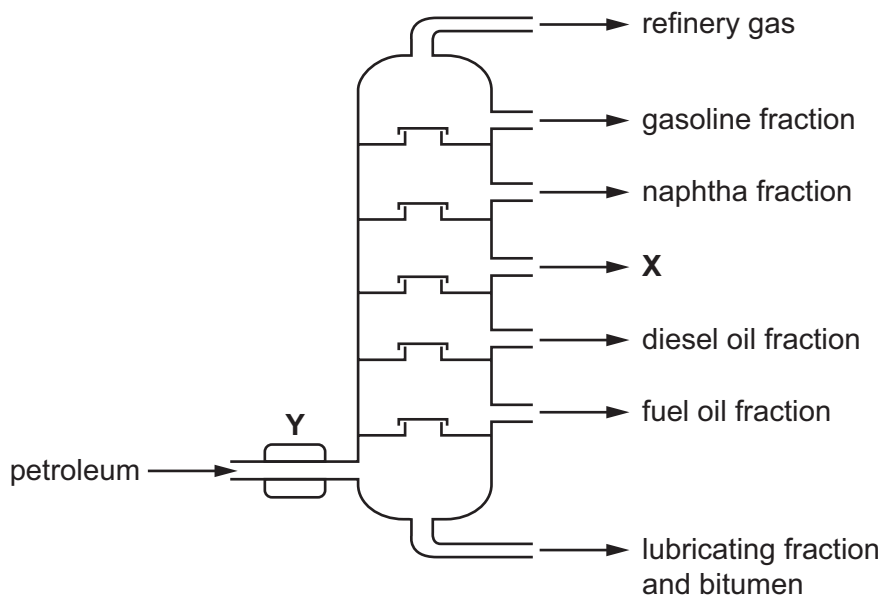 refinery gas
gasoline fraction
naphtha fraction
X
diesel oil fraction
fuel oil fraction
Y
petroleum
lubricating fraction
and bitumen